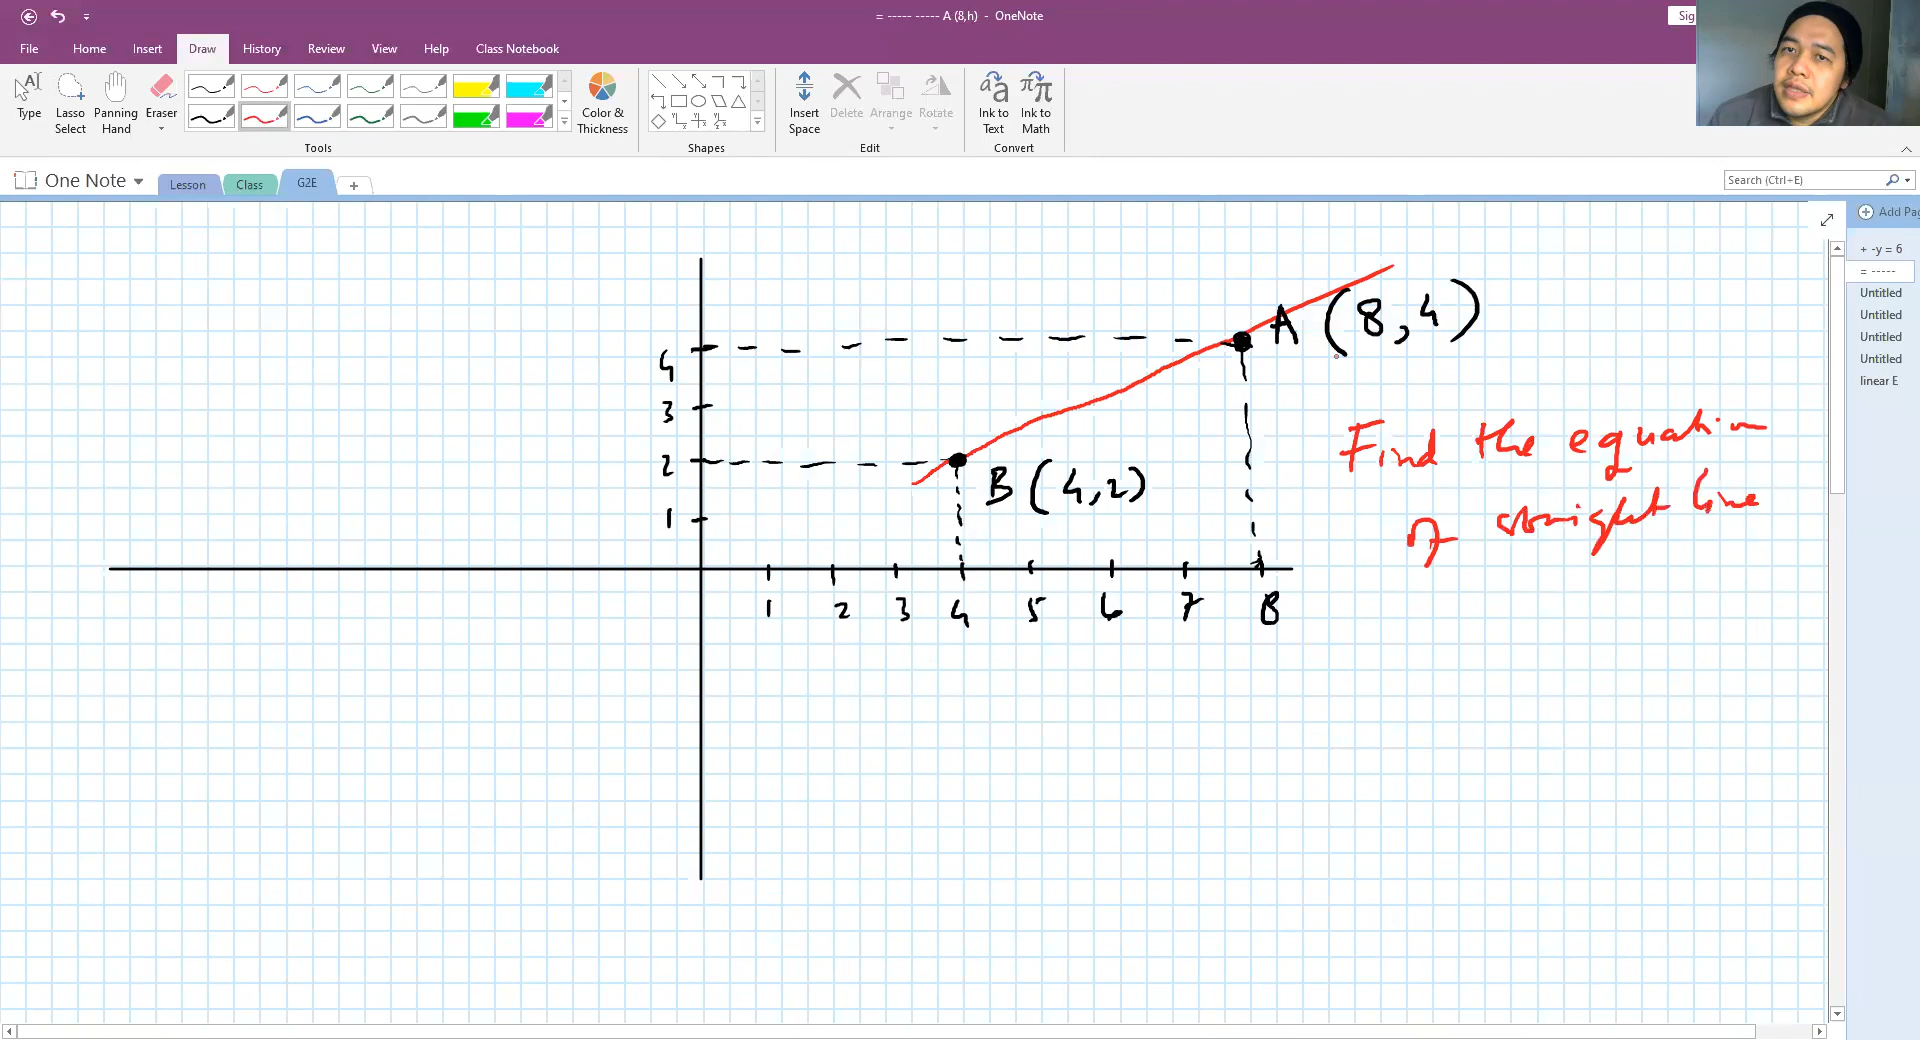 = ----- ----- A (8,h) - OneNote
Sig
File Home Insert Draw History Review View Help Class Notebook
Type
Lasso Select
Panning Hand
Eraser
Color & Thickness
Insert Space
Delete
Arrange
Rotate
Ink to Text
Ink to Math
Tools
Shapes
Edit
Convert
One Note
Lesson
Class
G2E
Search (Ctrl+E)
Add Pag
+ -y = 6
= -----
Untitled
Untitled
Untitled
Untitled
linear E
A (8,4)
4
3
2
1
B (4,2)
Find the equation
of straight line
1 2 3 4 5 6 7 8